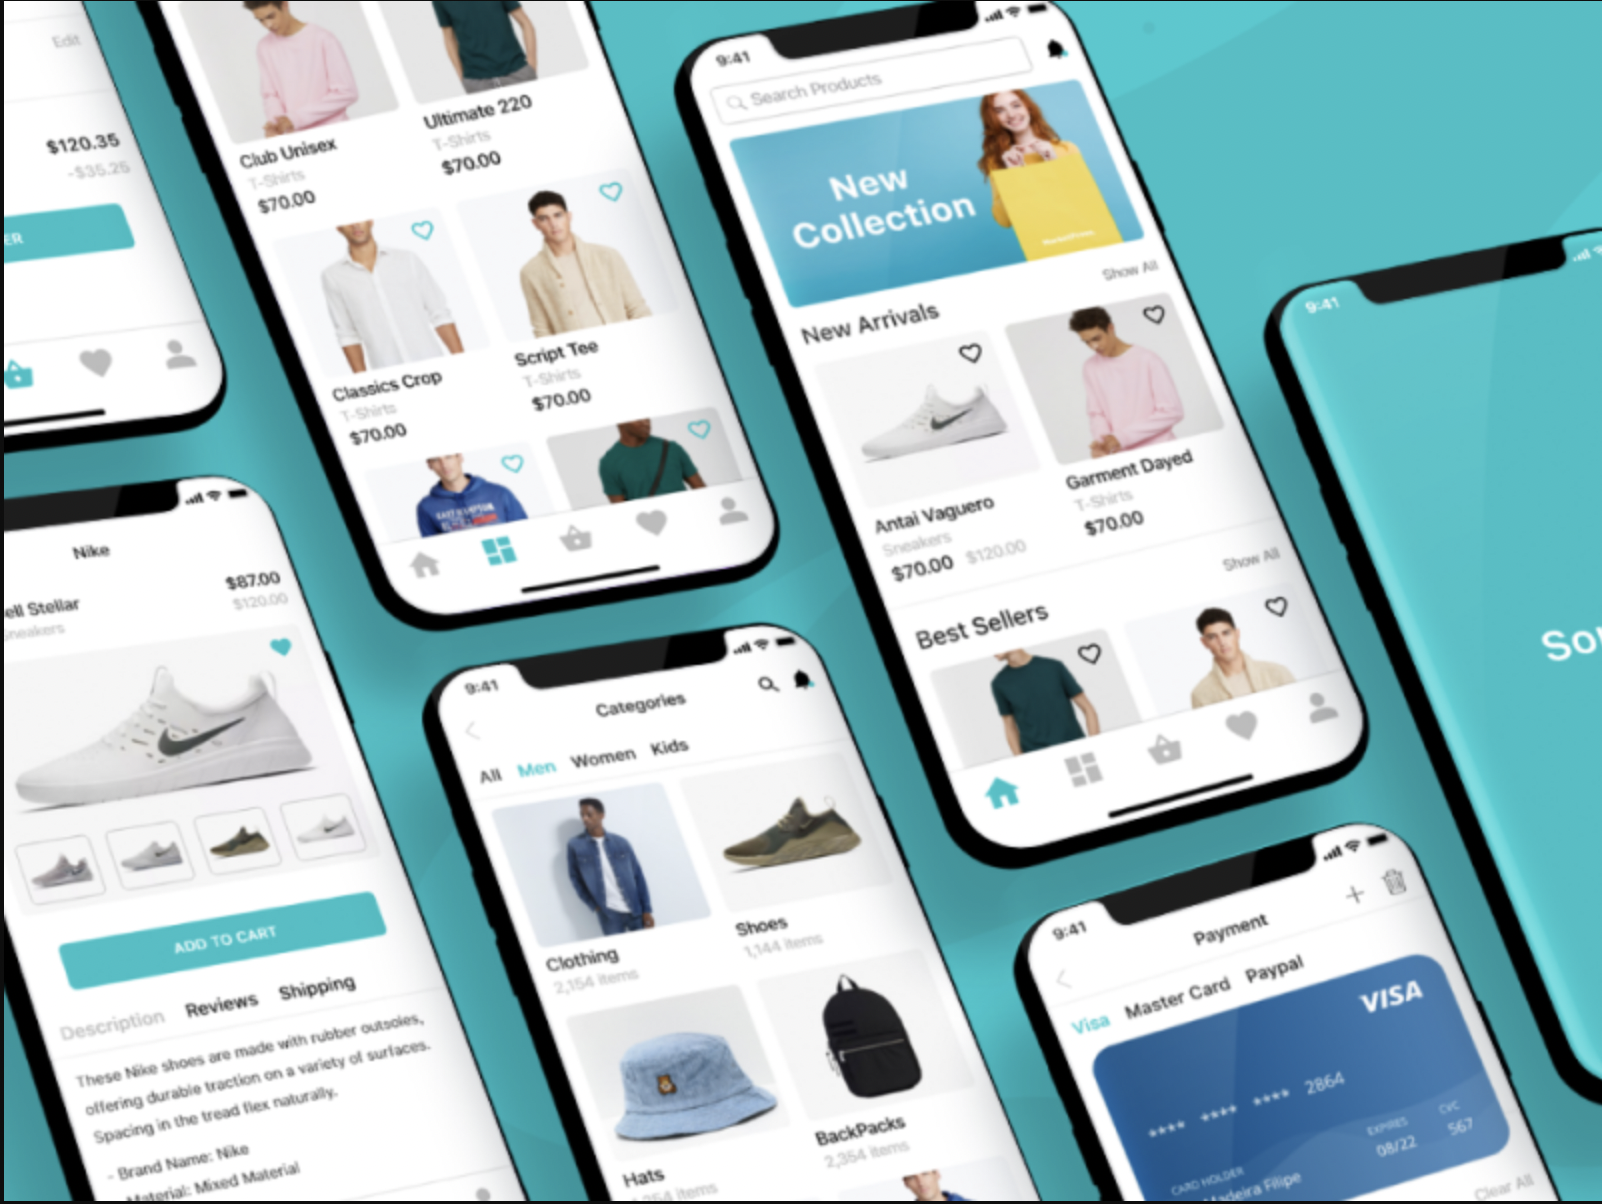 Edit
$120.35
-$35.25
ER
Club Unisex
T-Shirts
$70.00
Ultimate 220
T-Shirts
$70.00
Classics Crop
T-Shirts
$70.00
Script Tee
T-Shirts
$70.00
9:41
Search Products
New
Collection
Show All
New Arrivals
Antai Vaguero
Sneakers
$70.00 $120.00
Garment Dayed
T-Shirts
$70.00
Show All
Best Sellers
9:41
Sor
Nike
ell Stellar
Sneakers
$87.00
$120.00
ADD TO CART
Description Reviews Shipping
These Nike shoes are made with rubber outsoles,
offering durable traction on a variety of surfaces.
Spacing in the tread flex naturally.
- Brand Name: Nike
Material: Mixed Material
9:41
Categories
All Men Women Kids
Clothing
2,154 items
Shoes
1,144 items
Hats
BackPacks
2,354 items
9:41
Payment
Visa Master Card Paypal
VISA
**** **** **** 2864
EXPIRES
08/22
CVC
567
CARD HOLDER
Madeira Filipe
Clear All